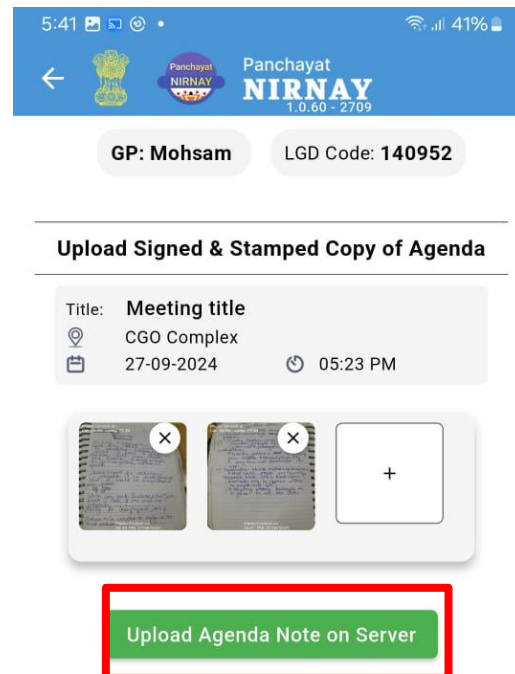 5:41 41%
Panchayat
NIRNAY
Panchayat
NIRNAY
1.0.60 - 2709
GP: Mohsam LGD Code: 140952
Upload Signed & Stamped Copy of Agenda
Title: Meeting title
CGO Complex
27-09-2024 05:23 PM
+
Upload Agenda Note on Server